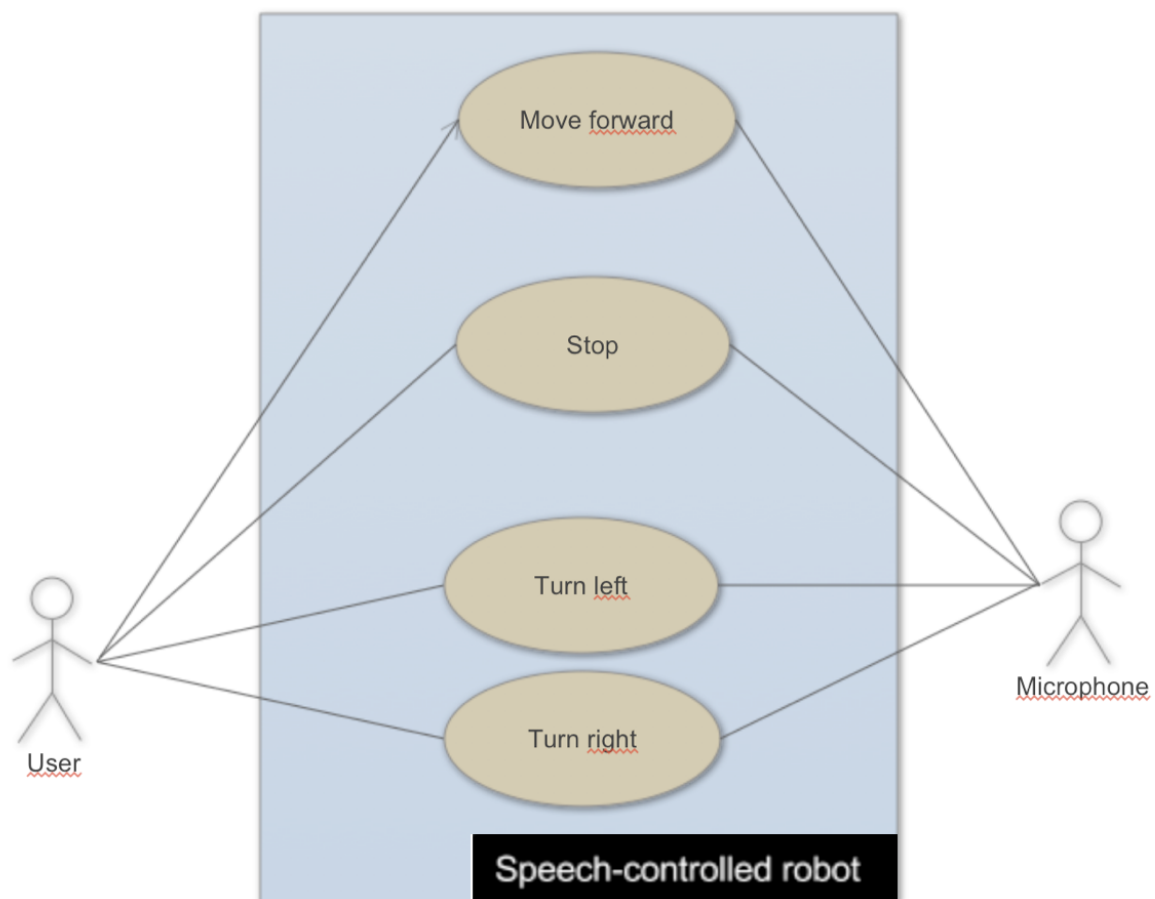 Move forward
Stop
Turn left
Turn right
User
Microphone
Speech-controlled robot